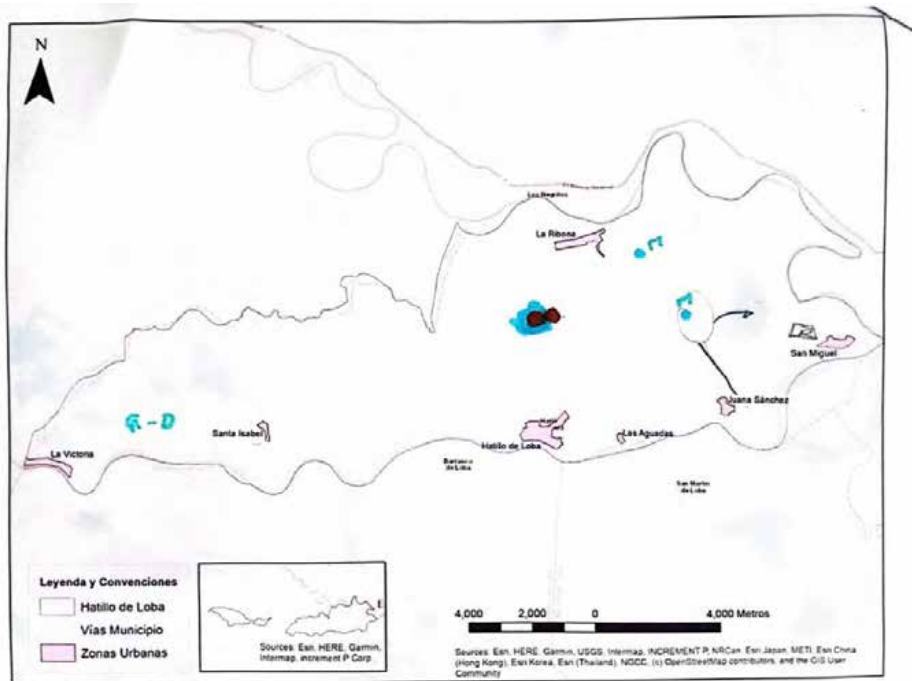 N
Los Negritos
La Ribona
San Miguel
Juana Sánchez
G - D
Santa Isabel
La Victoria
Hatillo de Loba
Las Aguadas
Barranco
de Loba
San Martin
de Loba
Leyenda y Convenciones
Hatillo de Loba
Vías Municipio
Zonas Urbanas
Sources: Esri, HERE, Garmin,
Intermap, increment P Corp.
4,000 2,000 0 4,000 Metros
Sources: Esri, HERE, Garmin, USGS, Intermap, INCREMENT P, NRCan, Esri Japan, METI, Esri China
(Hong Kong), Esri Korea, Esri (Thailand), NGCC, (c) OpenStreetMap contributors, and the GIS User
Community